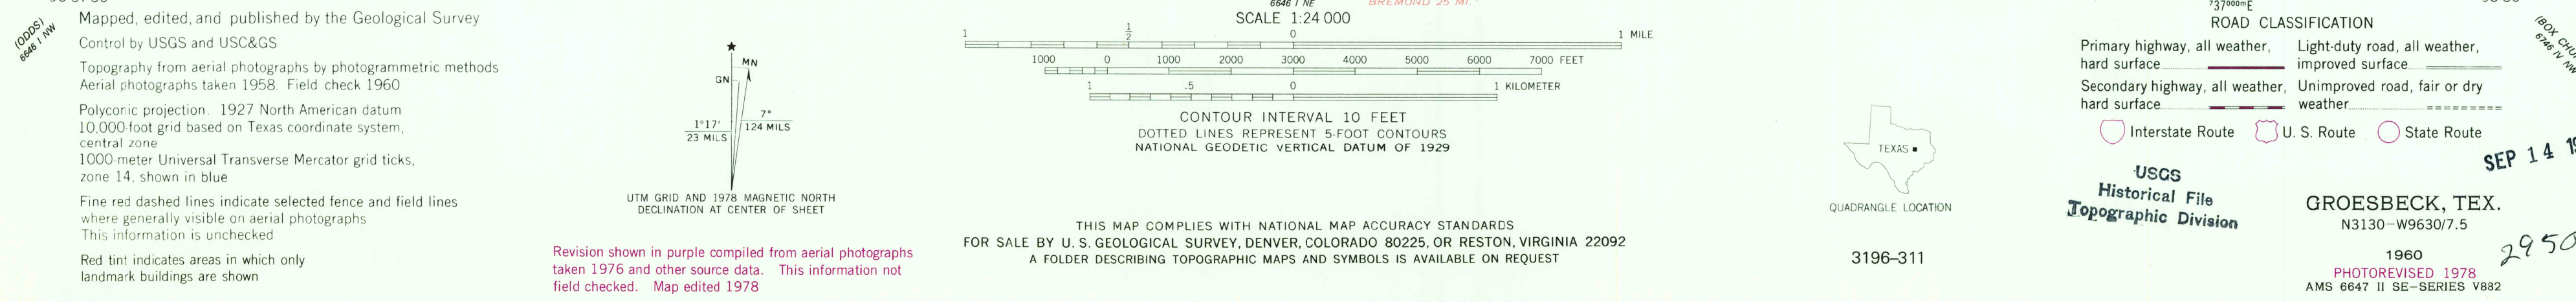 (ODDS)
6646 I NW
Mapped, edited, and published by the Geological Survey
Control by USGS and USC&GS
Topography from aerial photographs by photogrammetric methods
Aerial photographs taken 1958. Field check 1960
Polyconic projection. 1927 North American datum
10,000-foot grid based on Texas coordinate system,
central zone
1000-meter Universal Transverse Mercator grid ticks,
zone 14, shown in blue
Fine red dashed lines indicate selected fence and field lines
where generally visible on aerial photographs
This information is unchecked
Red tint indicates areas in which only
landmark buildings are shown
★
MN
GN
1°17′
23 MILS
7°
124 MILS
UTM GRID AND 1978 MAGNETIC NORTH
DECLINATION AT CENTER OF SHEET
Revision shown in purple compiled from aerial photographs
taken 1976 and other source data. This information not
field checked. Map edited 1978
6646 I NE
BREMOND 25 MI.
SCALE 1:24 000
1 1/2 0 1 MILE
1000 0 1000 2000 3000 4000 5000 6000 7000 FEET
1 .5 0 1 KILOMETER
CONTOUR INTERVAL 10 FEET
DOTTED LINES REPRESENT 5-FOOT CONTOURS
NATIONAL GEODETIC VERTICAL DATUM OF 1929
THIS MAP COMPLIES WITH NATIONAL MAP ACCURACY STANDARDS
FOR SALE BY U. S. GEOLOGICAL SURVEY, DENVER, COLORADO 80225, OR RESTON, VIRGINIA 22092
A FOLDER DESCRIBING TOPOGRAPHIC MAPS AND SYMBOLS IS AVAILABLE ON REQUEST
TEXAS
QUADRANGLE LOCATION
3196–311
737000mE
ROAD CLASSIFICATION
Primary highway, all weather,
hard surface
Light-duty road, all weather,
improved surface
Secondary highway, all weather,
hard surface
Unimproved road, fair or dry
weather
Interstate Route
U. S. Route
State Route
(BOX
6746 IV NW
USGS
Historical File
Topographic Division
SEP 14
GROESBECK, TEX.
N3130–W9630/7.5
1960
PHOTOREVISED 1978
AMS 6647 II SE–SERIES V882
2950